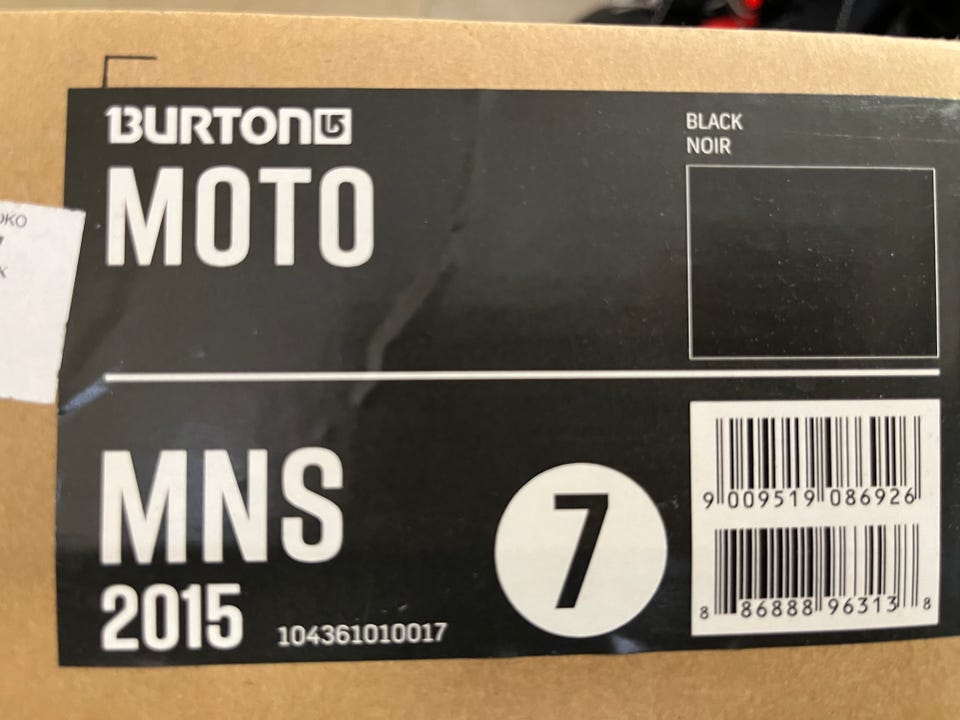 BURTON
MOTO
BLACK
NOIR
MNS
2015
104361010017
7
9 009519 086926
8 86888 96313 8